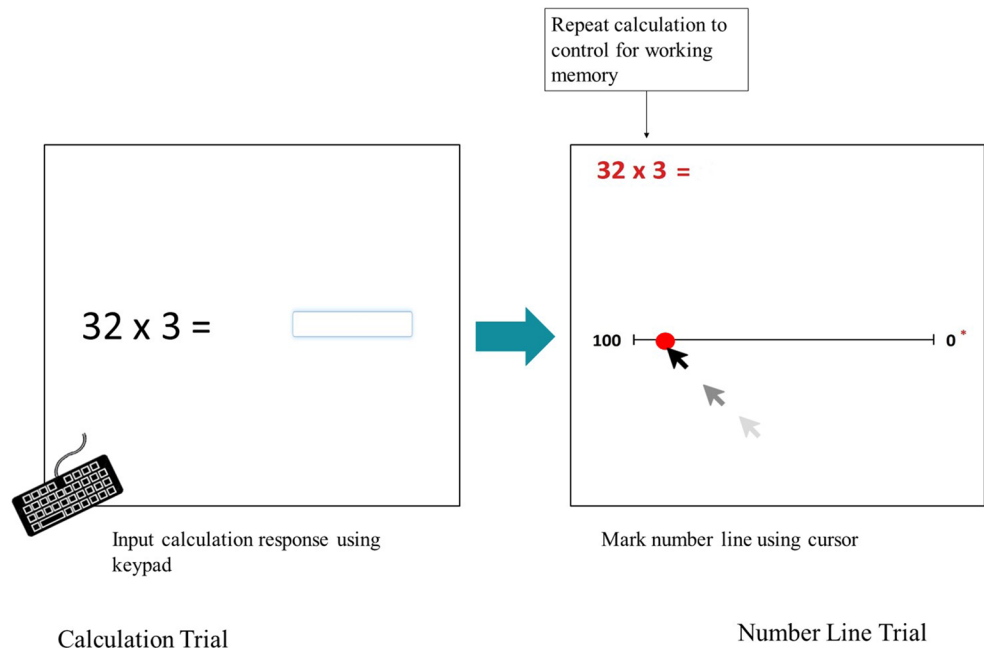 Repeat calculation to
control for working
memory
32 x 3 =
32 x 3 =
100
0 *
Input calculation response using
keypad
Mark number line using cursor
Calculation Trial
Number Line Trial